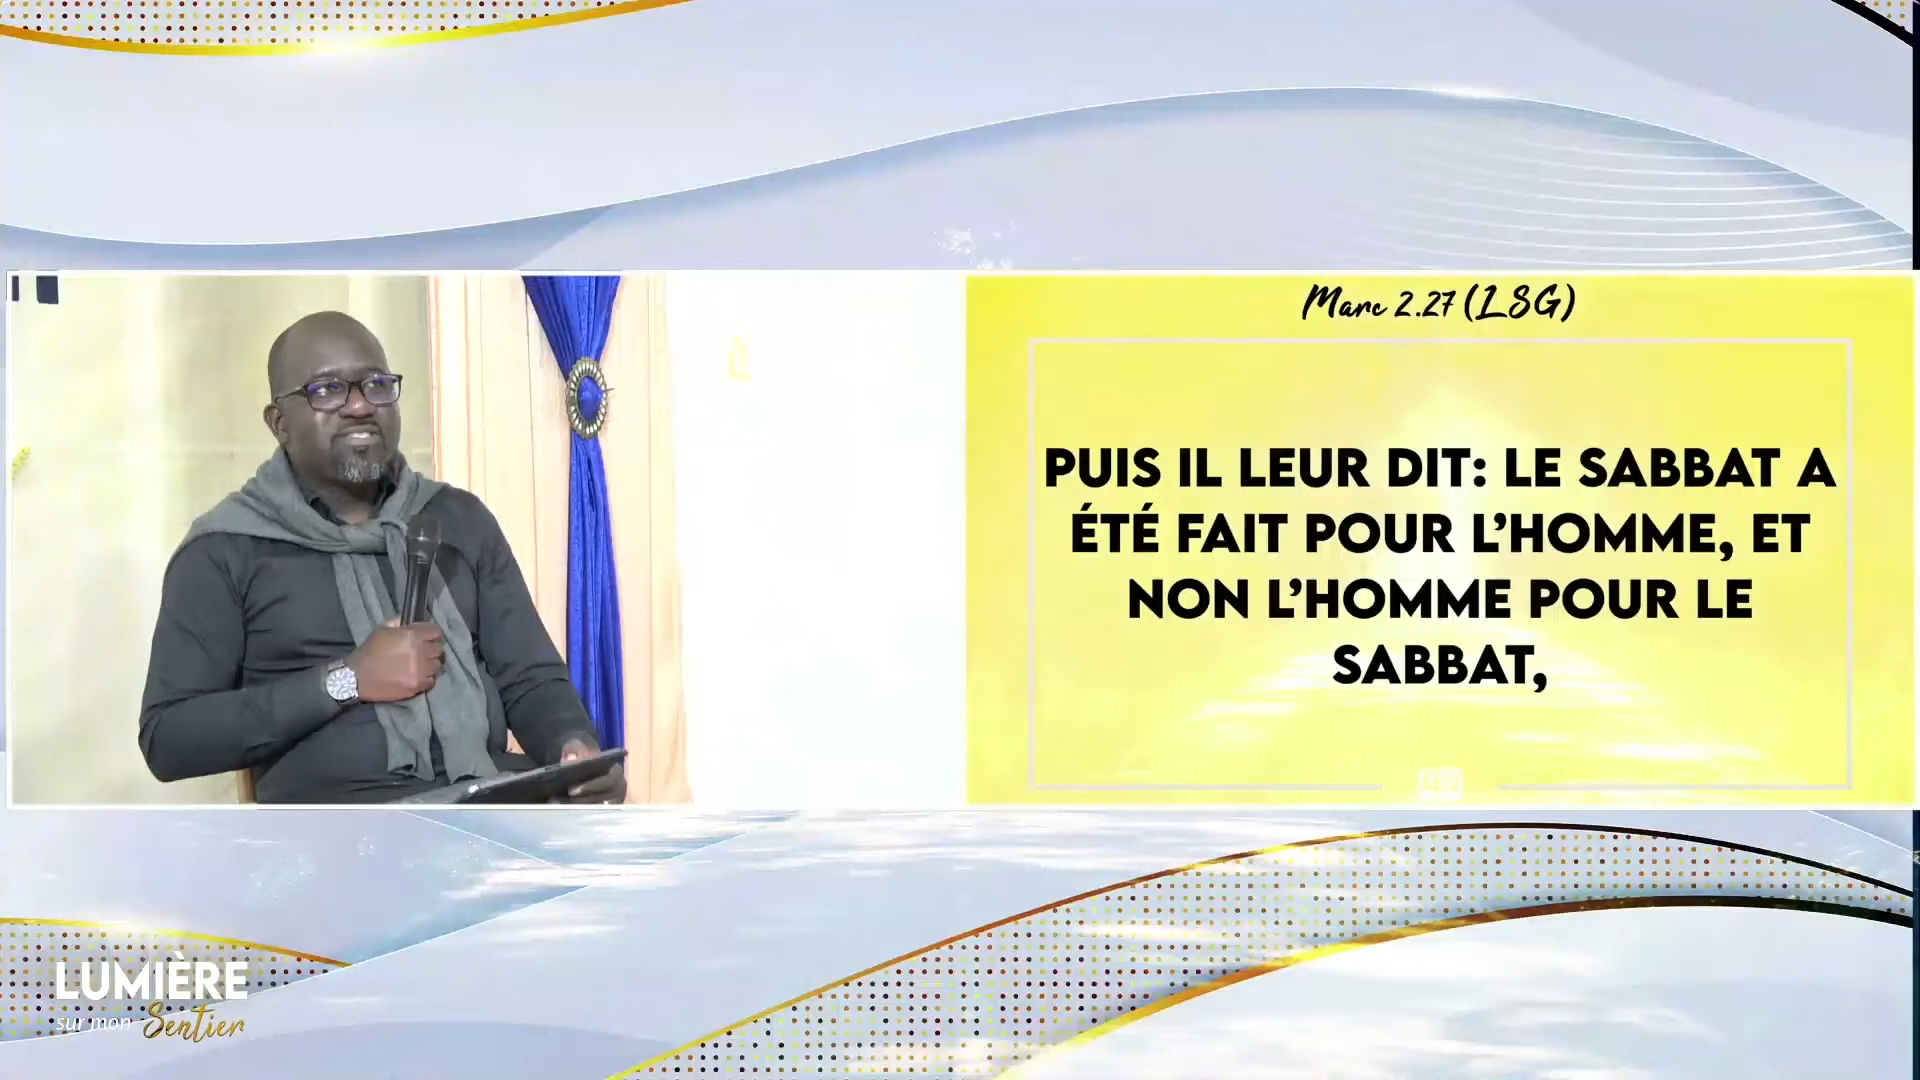 Marc 2.27 (LSG)
PUIS IL LEUR DIT: LE SABBAT A
ÉTÉ FAIT POUR L’HOMME, ET
NON L’HOMME POUR LE
SABBAT,
LUMIÈRE
sur mon Sentier